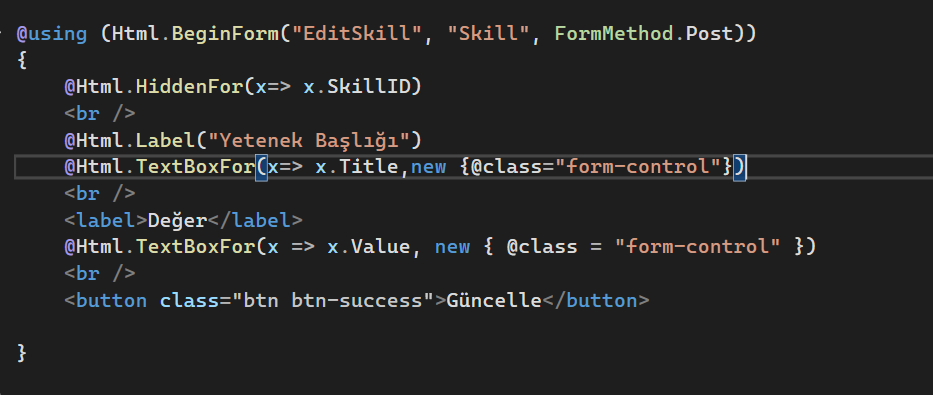 @using (Html.BeginForm("EditSkill", "Skill", FormMethod.Post))
{
@Html.HiddenFor(x=> x.SkillID)
<br />
@Html.Label("Yetenek Başlığı")
@Html.TextBoxFor(x=> x.Title,new {@class="form-control"})
<br />
<label>Değer</label>
@Html.TextBoxFor(x => x.Value, new { @class = "form-control" })
<br />
<button class="btn btn-success">Güncelle</button>
}